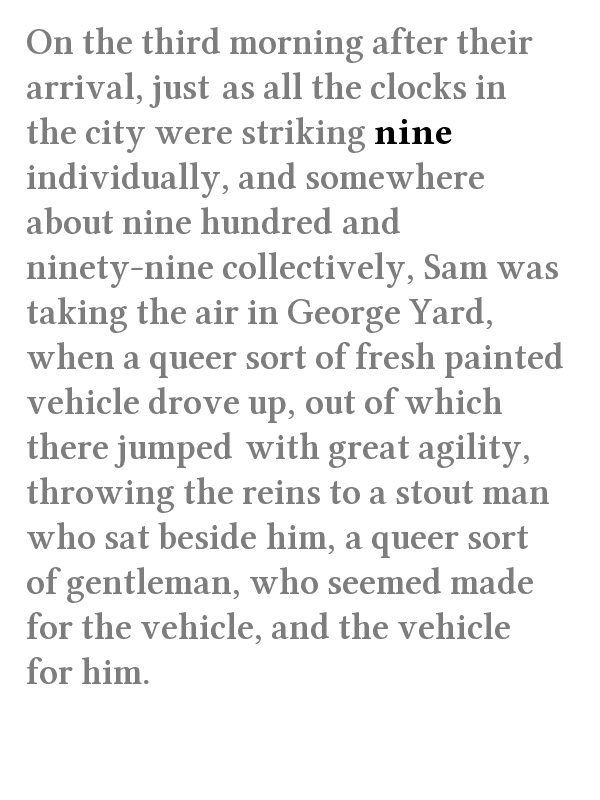 On the third morning after their
arrival, just as all the clocks in
the city were striking nine
individually, and somewhere
about nine hundred and
ninety-nine collectively, Sam was
taking the air in George Yard,
when a queer sort of fresh painted
vehicle drove up, out of which
there jumped with great agility,
throwing the reins to a stout man
who sat beside him, a queer sort
of gentleman, who seemed made
for the vehicle, and the vehicle
for him.